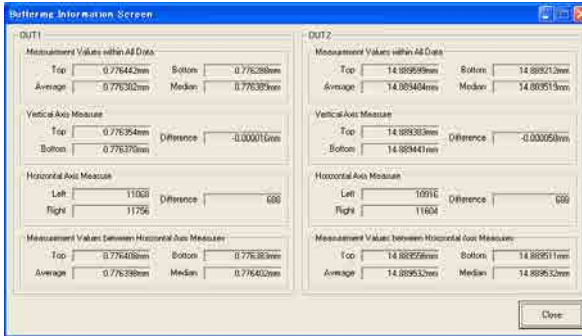 Buffering Information Screen
OUT1
Measurement Values within All Data
Top 0.776442mm Bottom 0.776288mm
Average 0.776382mm Median 0.776389mm
Vertical Axis Measure
Top 0.776354mm Difference -0.000016mm
Bottom 0.776370mm
Horizontal Axis Measure
Left 11068 Difference 688
Right 11756
Measurement Values between Horizontal Axis Measures
Top 0.776408mm Bottom 0.776383mm
Average 0.776398mm Median 0.776402mm
OUT2
Measurement Values within All Data
Top 14.889599mm Bottom 14.889212mm
Average 14.889484mm Median 14.889519mm
Vertical Axis Measure
Top 14.889383mm Difference -0.000058mm
Bottom 14.889441mm
Horizontal Axis Measure
Left 10916 Difference 688
Right 11604
Measurement Values between Horizontal Axis Measures
Top 14.889556mm Bottom 14.889511mm
Average 14.889532mm Median 14.889532mm
Close